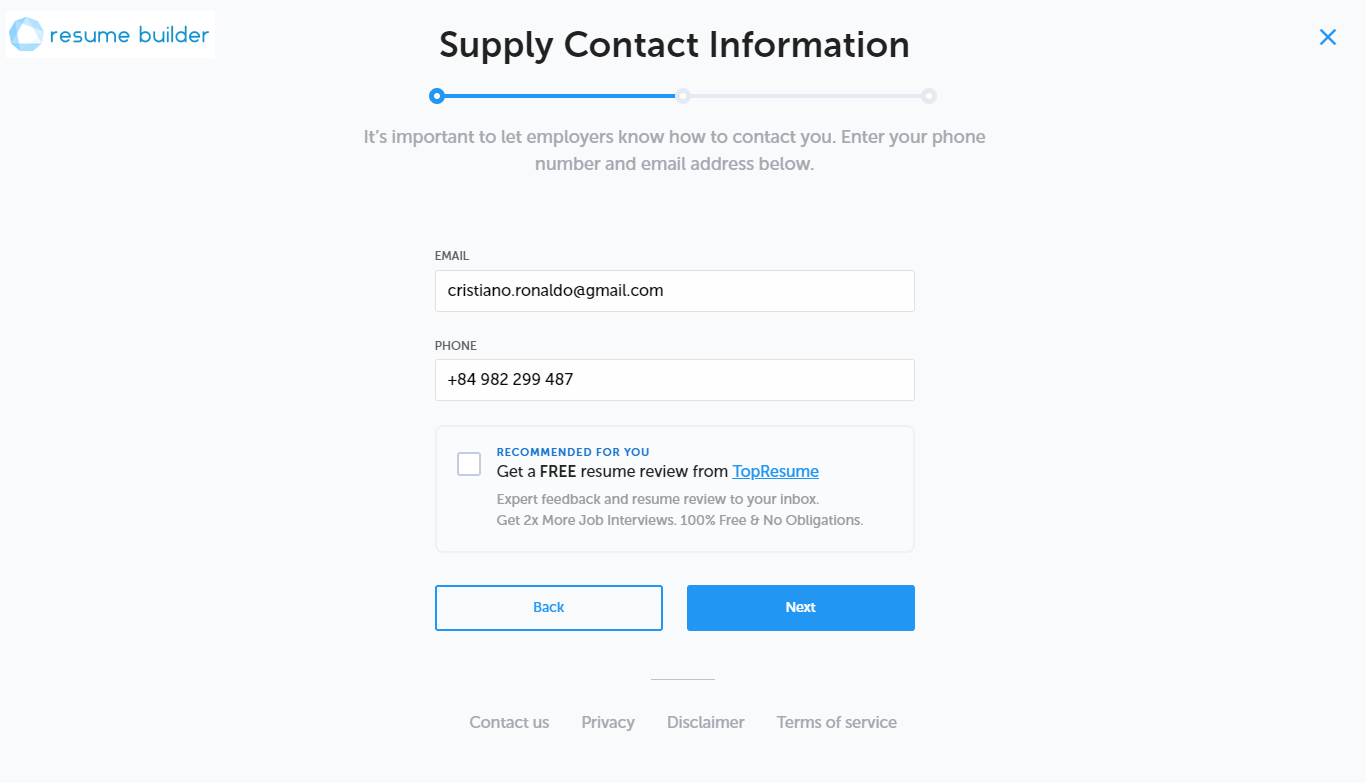 resume builder
Supply Contact Information
It’s important to let employers know how to contact you. Enter your phone
number and email address below.
EMAIL
cristiano.ronaldo@gmail.com
PHONE
+84 982 299 487
RECOMMENDED FOR YOU
Get a FREE resume review from TopResume
Expert feedback and resume review to your inbox.
Get 2x More Job Interviews. 100% Free & No Obligations.
Back
Next
Contact us
Privacy
Disclaimer
Terms of service